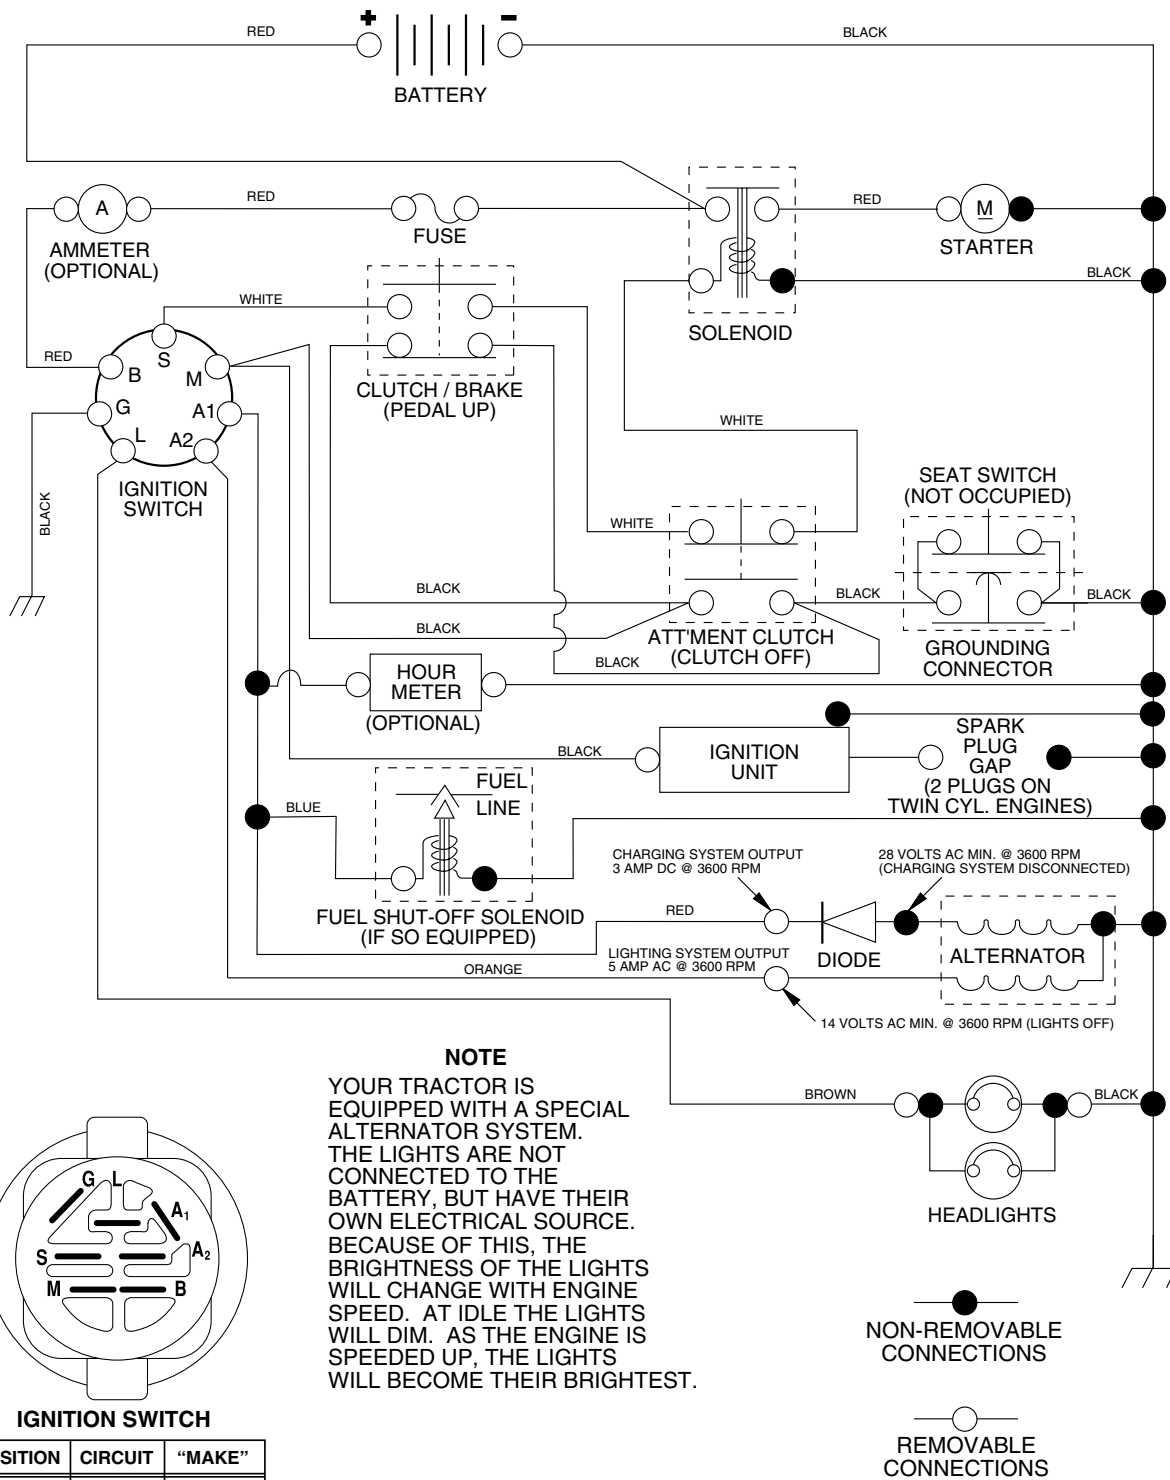 + −
RED
BLACK
BATTERY
A
RED
FUSE
RED
M
STARTER
AMMETER
(OPTIONAL)
BLACK
SOLENOID
WHITE
S
RED
B
M
G
A1
L
A2
CLUTCH / BRAKE
(PEDAL UP)
WHITE
IGNITION
SWITCH
BLACK
SEAT SWITCH
(NOT OCCUPIED)
WHITE
BLACK
BLACK
BLACK
BLACK
ATT'MENT CLUTCH
(CLUTCH OFF)
BLACK
GROUNDING
CONNECTOR
HOUR
METER
(OPTIONAL)
BLACK
IGNITION
UNIT
SPARK
PLUG
GAP
(2 PLUGS ON
TWIN CYL. ENGINES)
FUEL
LINE
BLUE
FUEL SHUT-OFF SOLENOID
(IF SO EQUIPPED)
CHARGING SYSTEM OUTPUT
3 AMP DC @ 3600 RPM
28 VOLTS AC MIN. @ 3600 RPM
(CHARGING SYSTEM DISCONNECTED)
RED
DIODE
ALTERNATOR
LIGHTING SYSTEM OUTPUT
5 AMP AC @ 3600 RPM
ORANGE
14 VOLTS AC MIN. @ 3600 RPM (LIGHTS OFF)
NOTE
YOUR TRACTOR IS
EQUIPPED WITH A SPECIAL
ALTERNATOR SYSTEM.
THE LIGHTS ARE NOT
CONNECTED TO THE
BATTERY, BUT HAVE THEIR
OWN ELECTRICAL SOURCE.
BECAUSE OF THIS, THE
BRIGHTNESS OF THE LIGHTS
WILL CHANGE WITH ENGINE
SPEED. AT IDLE THE LIGHTS
WILL DIM. AS THE ENGINE IS
SPEEDED UP, THE LIGHTS
WILL BECOME THEIR BRIGHTEST.
BROWN
BLACK
HEADLIGHTS
G L
A1
S
A2
M
B
IGNITION SWITCH
SITION CIRCUIT “MAKE”
NON-REMOVABLE
CONNECTIONS
REMOVABLE
CONNECTIONS